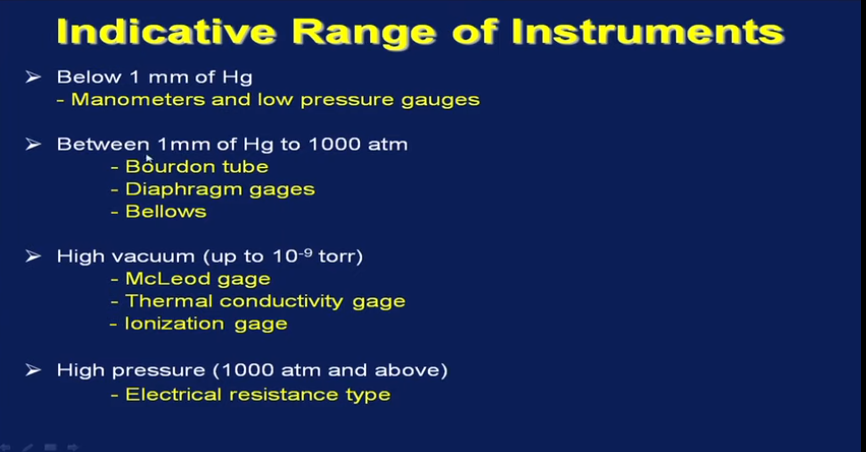 Indicative Range of Instruments
➢ Below 1 mm of Hg
- Manometers and low pressure gauges
➢ Between 1mm of Hg to 1000 atm
- Bourdon tube
- Diaphragm gages
- Bellows
➢ High vacuum (up to 10⁻⁹ torr)
- McLeod gage
- Thermal conductivity gage
- Ionization gage
➢ High pressure (1000 atm and above)
- Electrical resistance type